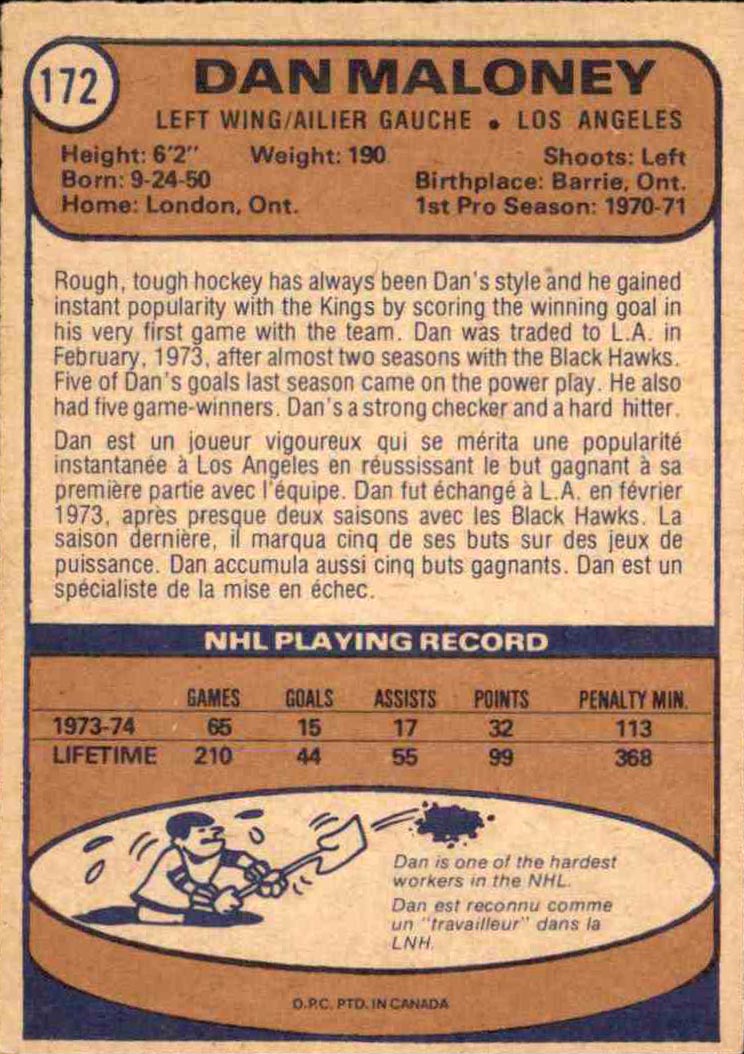 172
DAN MALONEY
LEFT WING/AILIER GAUCHE • LOS ANGELES
Height: 6'2" Weight: 190 Shoots: Left
Born: 9-24-50 Birthplace: Barrie, Ont.
Home: London, Ont. 1st Pro Season: 1970-71
Rough, tough hockey has always been Dan's style and he gained
instant popularity with the Kings by scoring the winning goal in
his very first game with the team. Dan was traded to L.A. in
February, 1973, after almost two seasons with the Black Hawks.
Five of Dan's goals last season came on the power play. He also
had five game-winners. Dan's a strong checker and a hard hitter.
Dan est un joueur vigoureux qui se mérita une popularité
instantanée à Los Angeles en réussissant le but gagnant à sa
première partie avec l'équipe. Dan fut échangé à L.A. en février
1973, après presque deux saisons avec les Black Hawks. La
saison dernière, il marqua cinq de ses buts sur des jeux de
puissance. Dan accumula aussi cinq buts gagnants. Dan est un
spécialiste de la mise en échec.
NHL PLAYING RECORD
GAMES GOALS ASSISTS POINTS PENALTY MIN.
1973-74 65 15 17 32 113
LIFETIME 210 44 55 99 368
Dan is one of the hardest
workers in the NHL.
Dan est reconnu comme
un "travailleur" dans la
LNH.
O.P.C. PTD. IN CANADA